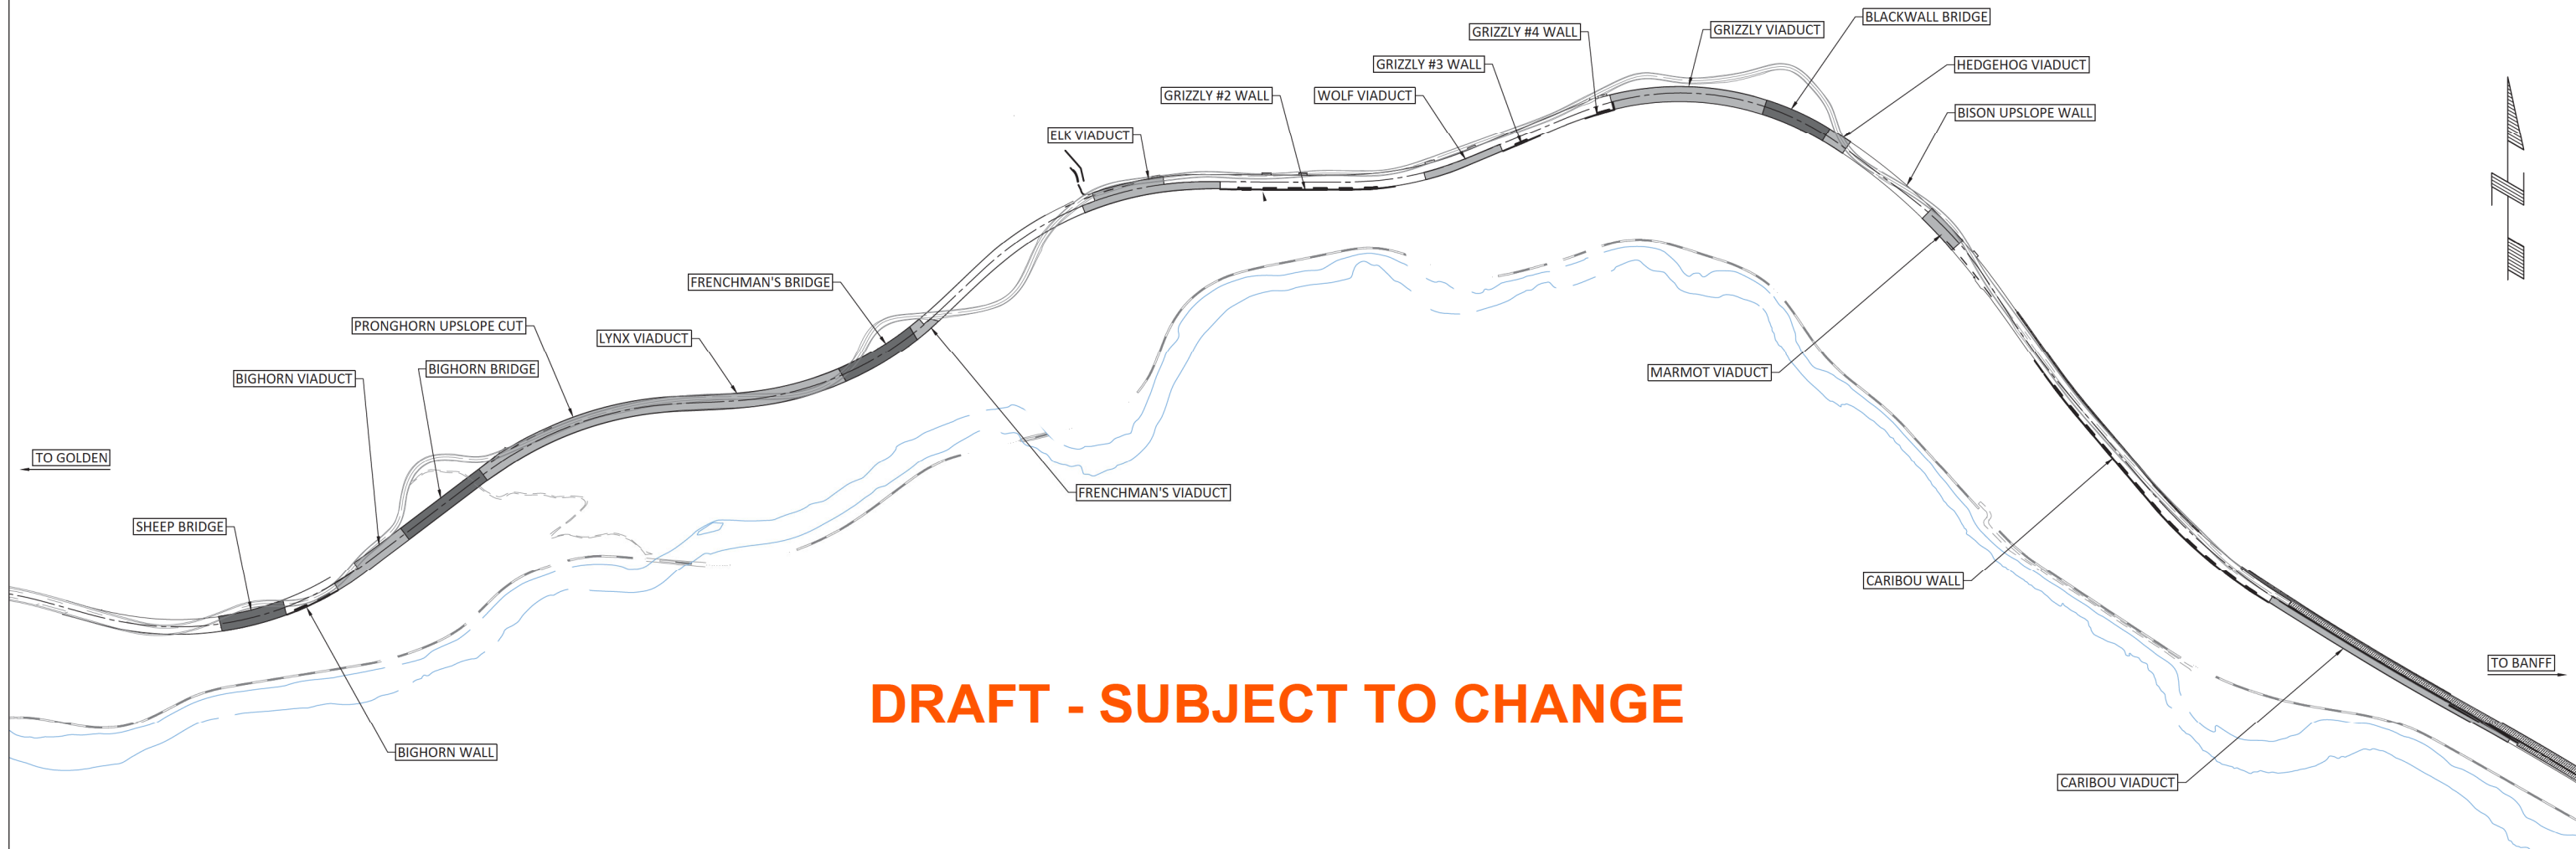 BLACKWALL BRIDGE
GRIZZLY #4 WALL
GRIZZLY VIADUCT
GRIZZLY #3 WALL
HEDGEHOG VIADUCT
GRIZZLY #2 WALL
WOLF VIADUCT
BISON UPSLOPE WALL
ELK VIADUCT
FRENCHMAN'S BRIDGE
PRONGHORN UPSLOPE CUT
LYNX VIADUCT
BIGHORN BRIDGE
MARMOT VIADUCT
BIGHORN VIADUCT
TO GOLDEN
FRENCHMAN'S VIADUCT
SHEEP BRIDGE
CARIBOU WALL
TO BANFF
DRAFT - SUBJECT TO CHANGE
BIGHORN WALL
CARIBOU VIADUCT